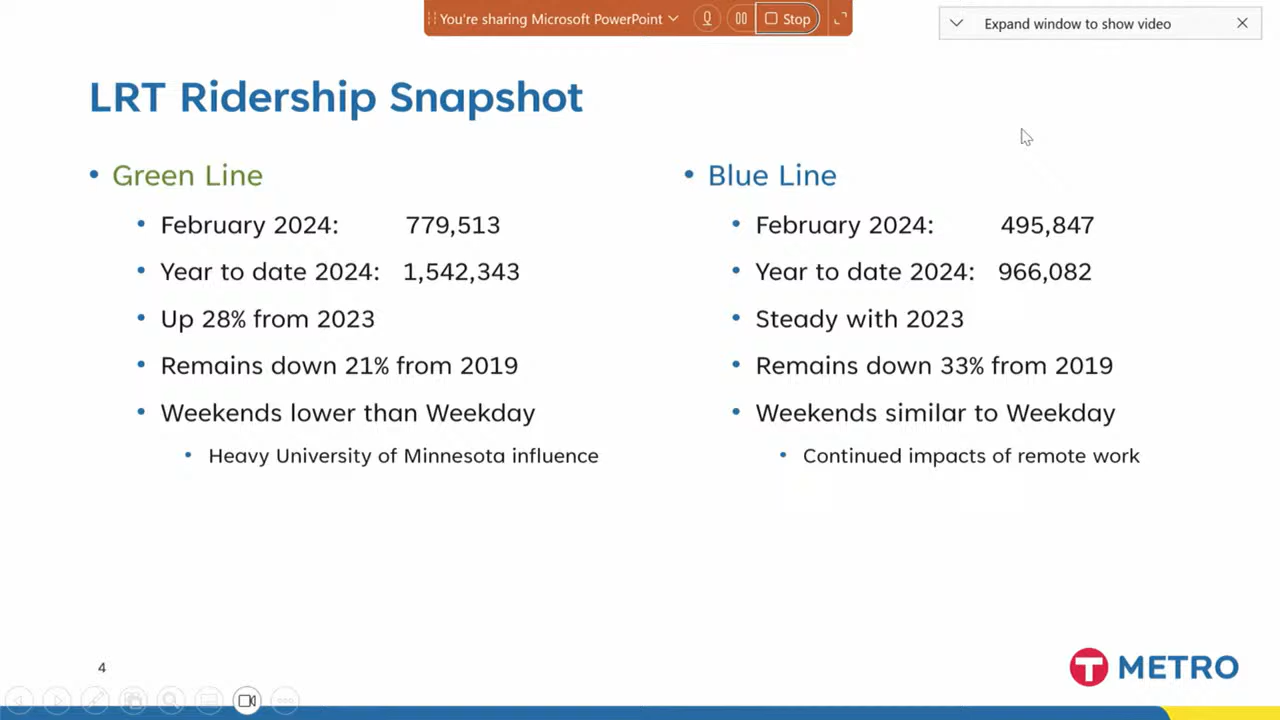 You're sharing Microsoft PowerPoint
Stop
Expand window to show video
LRT Ridership Snapshot
• Green Line
• February 2024: 779,513
• Year to date 2024: 1,542,343
• Up 28% from 2023
• Remains down 21% from 2019
• Weekends lower than Weekday
• Heavy University of Minnesota influence
• Blue Line
• February 2024: 495,847
• Year to date 2024: 966,082
• Steady with 2023
• Remains down 33% from 2019
• Weekends similar to Weekday
• Continued impacts of remote work
4
T METRO